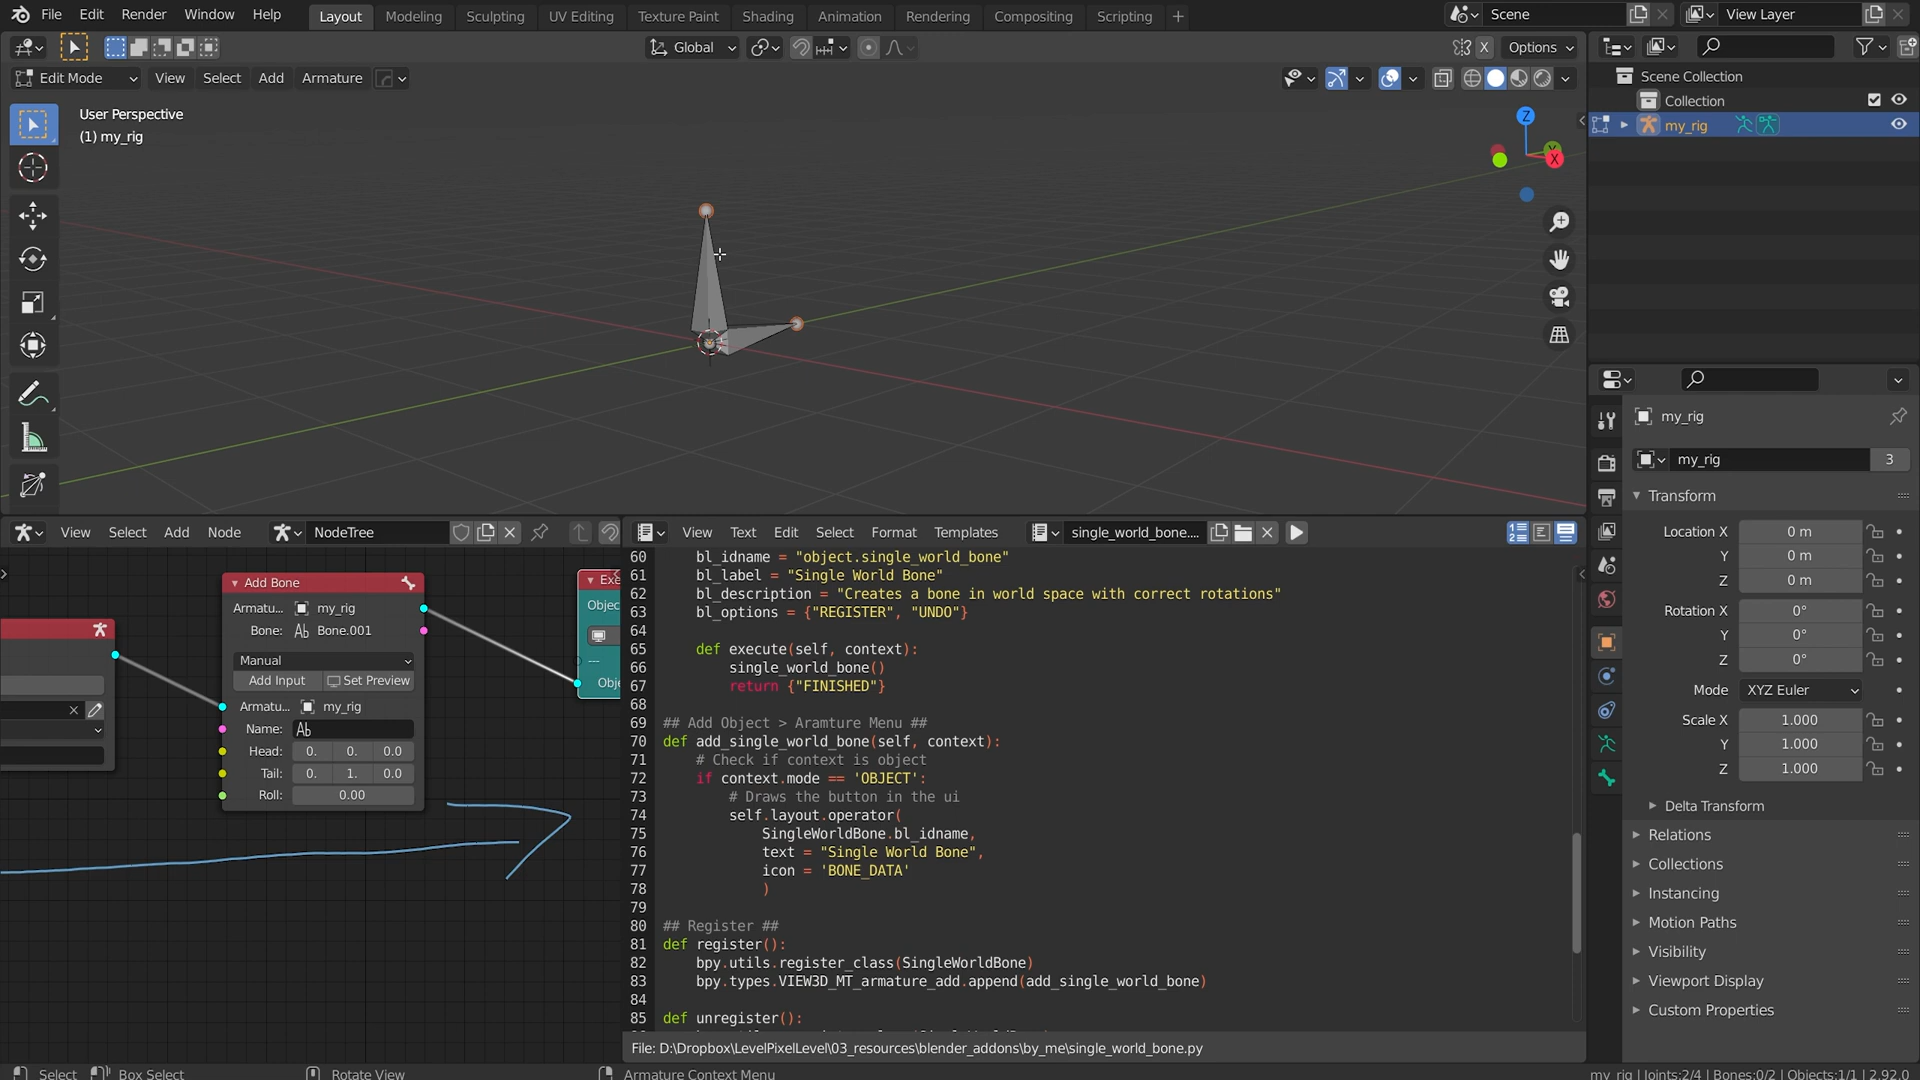 File Edit Render Window Help Layout Modeling Sculpting UV Editing Texture Paint Shading Animation Rendering Compositing Scripting + Scene View Layer
Global X Options
Edit Mode View Select Add Armature
User Perspective
(1) my_rig
Z
Y
X
Scene Collection
Collection
my_rig
my_rig
my_rig 3
Transform
Location X 0 m
Y 0 m
Z 0 m
Rotation X 0°
Y 0°
Z 0°
Mode XYZ Euler
Scale X 1.000
Y 1.000
Z 1.000
Delta Transform
Relations
Collections
Instancing
Motion Paths
Visibility
Viewport Display
Custom Properties
View Select Add Node NodeTree
Add Bone
Armatu... my_rig
Bone: Bone.001
Manual
Add Input Set Preview
Armatu... my_rig
Name:
Head: 0. 0. 0.0
Tail: 0. 1. 0.0
Roll: 0.00
Exe
Objec
---
Obje
View Text Edit Select Format Templates single_world_bone....
60 bl_idname = "object.single_world_bone"
61 bl_label = "Single World Bone"
62 bl_description = "Creates a bone in world space with correct rotations"
63 bl_options = {"REGISTER", "UNDO"}
64
65 def execute(self, context):
66 single_world_bone()
67 return {"FINISHED"}
68
69 ## Add Object > Aramture Menu ##
70 def add_single_world_bone(self, context):
71 # Check if context is object
72 if context.mode == 'OBJECT':
73 # Draws the button in the ui
74 self.layout.operator(
75 SingleWorldBone.bl_idname,
76 text = "Single World Bone",
77 icon = 'BONE_DATA'
78 )
79
80 ## Register ##
81 def register():
82 bpy.utils.register_class(SingleWorldBone)
83 bpy.types.VIEW3D_MT_armature_add.append(add_single_world_bone)
84
85 def unregister():
File: D:\Dropbox\LevelPixelLevel\03_resources\blender_addons\by_me\single_world_bone.py
Select Box Select Rotate View Armature Context Menu my_rig | Joints:2/4 | Bones:0/2 | Objects:1/1 | 2.92.0